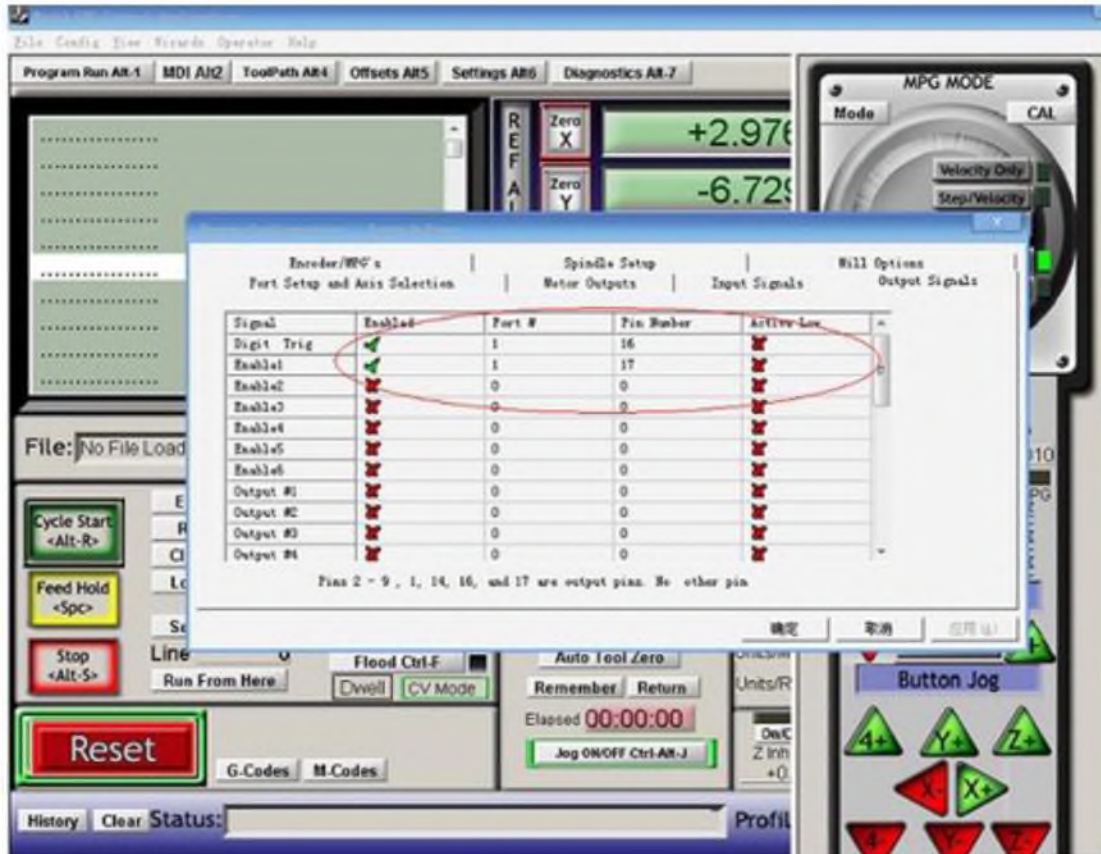 File Config View Wizards Operator Help
Program Run Alt-1 MDI Alt2 ToolPath Alt4 Offsets Alt5 Settings Alt6 Diagnostics Alt-7
MPG MODE
Mode
CAL
REF
Zero X
+2.976
Velocity Only
Step/Velocity
Zero Y
-6.729
Encoder/MPG's Spindle Setup Mill Options
Port Setup and Axis Selection Motor Outputs Input Signals Output Signals
Signal Enabled Port # Pin Number Active Low
Digit Trig 1 16
Enable1 1 17
Enable2 0 0
Enable3 0 0
Enable4 0 0
Enable5 0 0
Enable6 0 0
Output #1 0 0
Output #2 0 0
Output #3 0 0
Output #4 0 0
Pins 2 - 9 , 1, 14, 16, and 17 are output pins. No other pin
确定 取消 应用
File: No File Load
Cycle Start
<Alt-R>
Feed Hold
<Spc>
Stop
<Alt-S>
Line
Run From Here
Flood Ctrl-F
Dwell CV Mode
Auto Tool Zero
Remember Return
Elapsed 00:00:00
Jog ON/OFF Ctrl-Alt-J
Units/R
Z Inh
+0
Button Jog
4+ Y+ Z+
X- X+
4- Y- Z-
Reset
G-Codes M-Codes
History Clear Status:
Profil